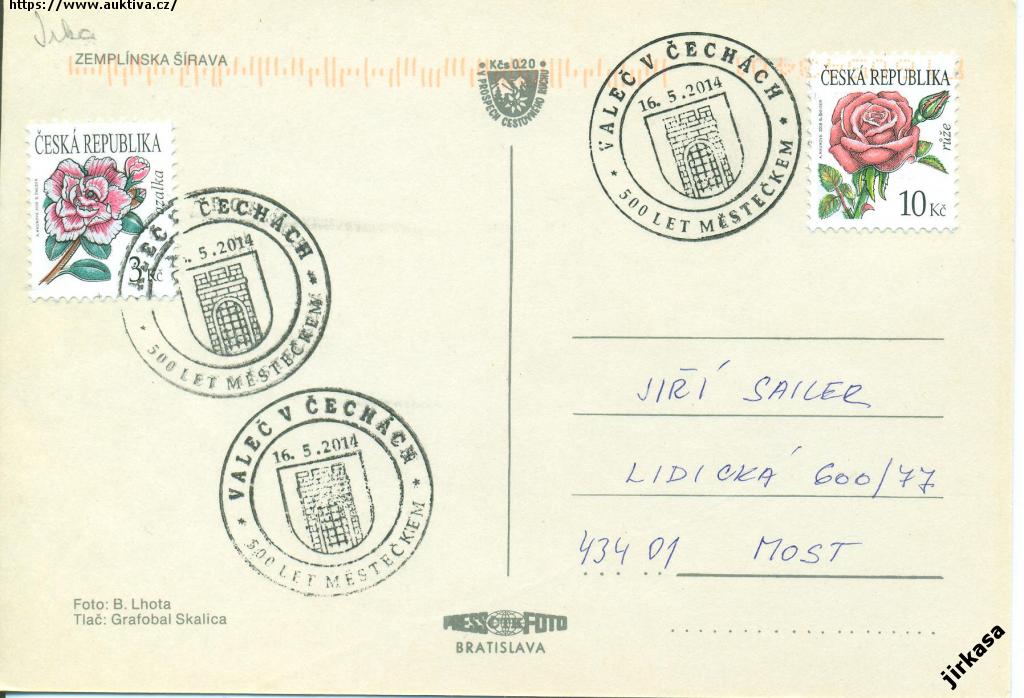 https://www.auktiva.cz/
Jirka
ZEMPLÍNSKA ŠÍRAVA
Kčs 0.20
V PROSPECH CESTOVNÉHO RUCHU
VALEČ V ČECHÁCH
16. 5. 2014
* 500 LET MĚSTEČKEM *
ČESKÁ REPUBLIKA
růže
10 Kč
ČESKÁ REPUBLIKA
azalka
3 Kč
VALEČ V ČECHÁCH
. 5. 2014
* 500 LET MĚSTEČKEM *
VALEČ V ČECHÁCH
16. 5. 2014
* 500 LET MĚSTEČKEM *
JIŘÍ SAILER
LIDICKÁ 600/77
434 01 MOST
Foto: B. Lhota
Tlač: Grafobal Skalica
PRESS FOTO
BRATISLAVA
jirkasa